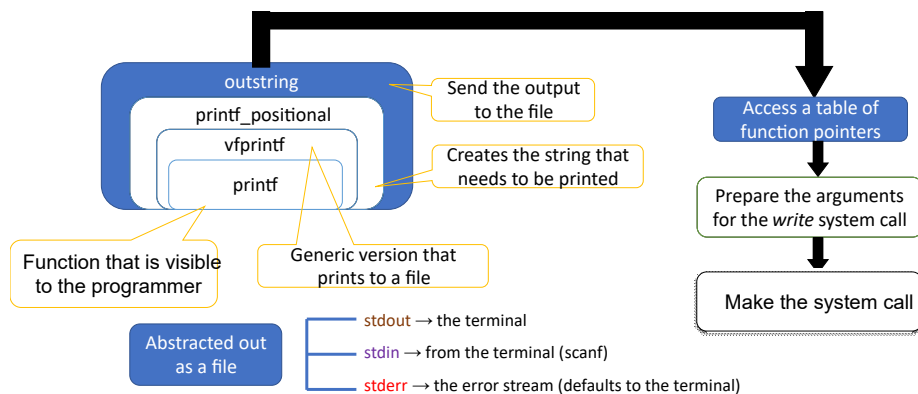 outstring
printf_positional
vfprintf
printf
Send the output
to the file
Creates the string that
needs to be printed
Function that is visible
to the programmer
Generic version that
prints to a file
Access a table of
function pointers
Prepare the arguments
for the write system call
Make the system call
Abstracted out
as a file
stdout → the terminal
stdin → from the terminal (scanf)
stderr → the error stream (defaults to the terminal)